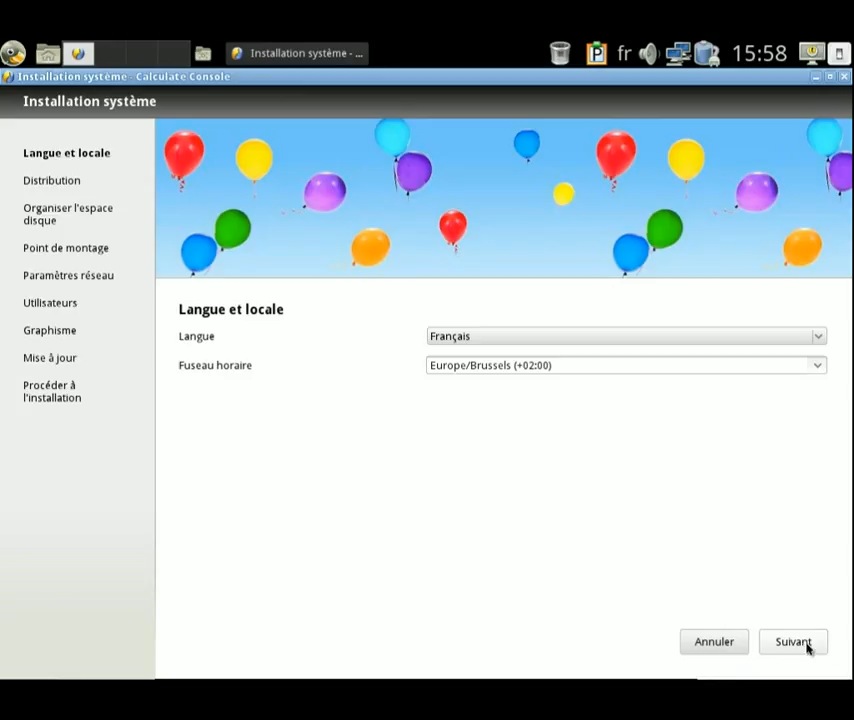 Installation système - ...
fr
15:58
Installation système - Calculate Console
Installation système
Langue et locale
Distribution
Organiser l'espace
disque
Point de montage
Paramètres réseau
Utilisateurs
Graphisme
Mise à jour
Procéder à
l'installation
Langue et locale
Langue
Français
Fuseau horaire
Europe/Brussels (+02:00)
Annuler
Suivant